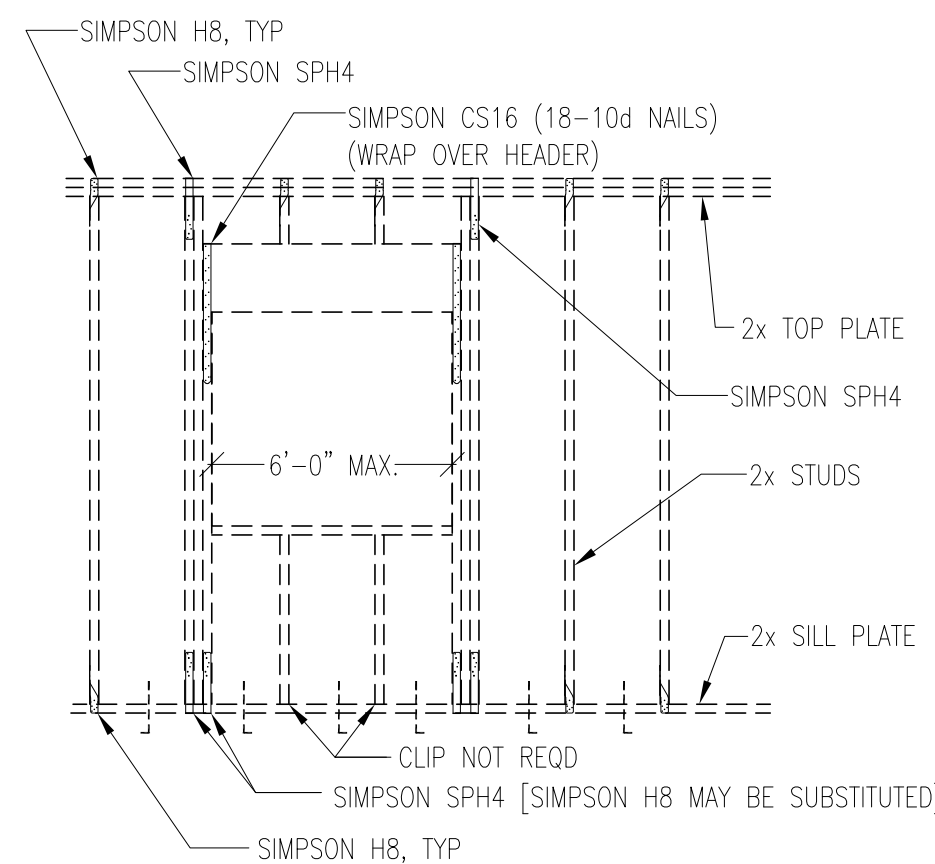 SIMPSON H8, TYP
SIMPSON SPH4
SIMPSON CS16 (18-10d NAILS)
(WRAP OVER HEADER)
2x TOP PLATE
SIMPSON SPH4
6'-0" MAX.
2x STUDS
2x SILL PLATE
CLIP NOT REQD
SIMPSON SPH4 [SIMPSON H8 MAY BE SUBSTITUTED]
SIMPSON H8, TYP